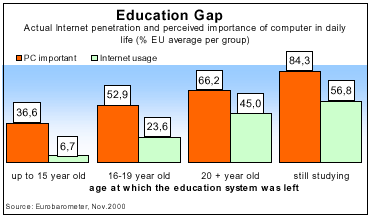 Education Gap
Actual Internet penetration and perceived importance of computer in daily
life (% EU average per group)
PC important Internet usage
36,6 6,7 52,9 23,6 66,2 45,0 84,3 56,8
up to 15 year old 16-19 year old 20 + year old still studying
age at which the education system was left
Source: Eurobarometer, Nov.2000